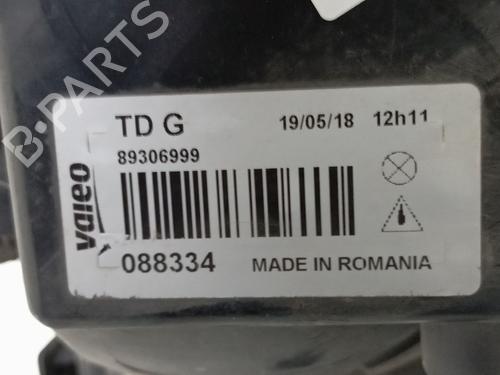 TD G 19/05/18 12h11
89306999
Valeo
088334 MADE IN ROMANIA
B-PARTS